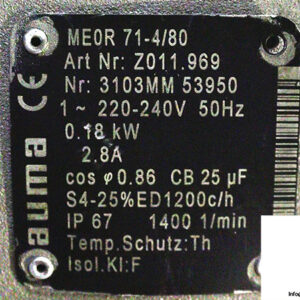 ME0R 71-4/80
Art Nr: Z011.969
Nr: 3103MM 53950
1~ 220-240V 50Hz
0.18 kW
2.8A
cos φ0.86 CB 25 µF
S4-25%ED1200c/h
IP 67 1400 1/min
Temp.Schutz:Th
Isol.Kl:F
CE
auma